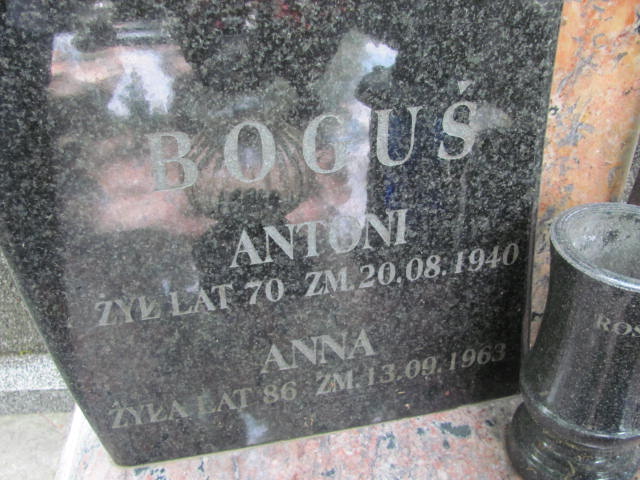 BOGUŚ
ANTONI
ŻYŁ LAT 70 ZM. 20.08.1940
ANNA
ŻYŁA LAT 86 ZM. 13.09.1963